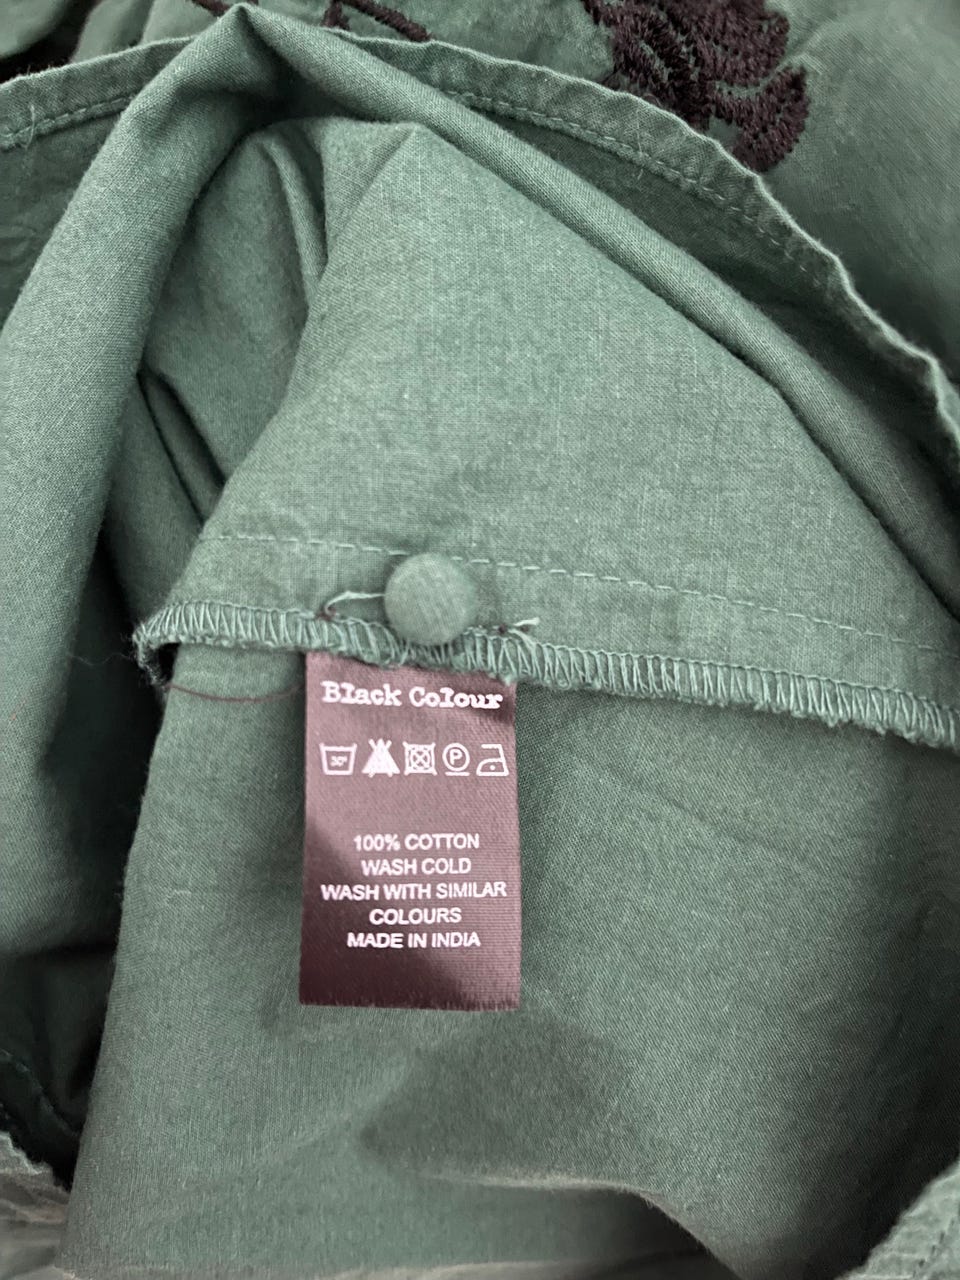 Black Colour
30°
P
100% COTTON
WASH COLD
WASH WITH SIMILAR
COLOURS
MADE IN INDIA